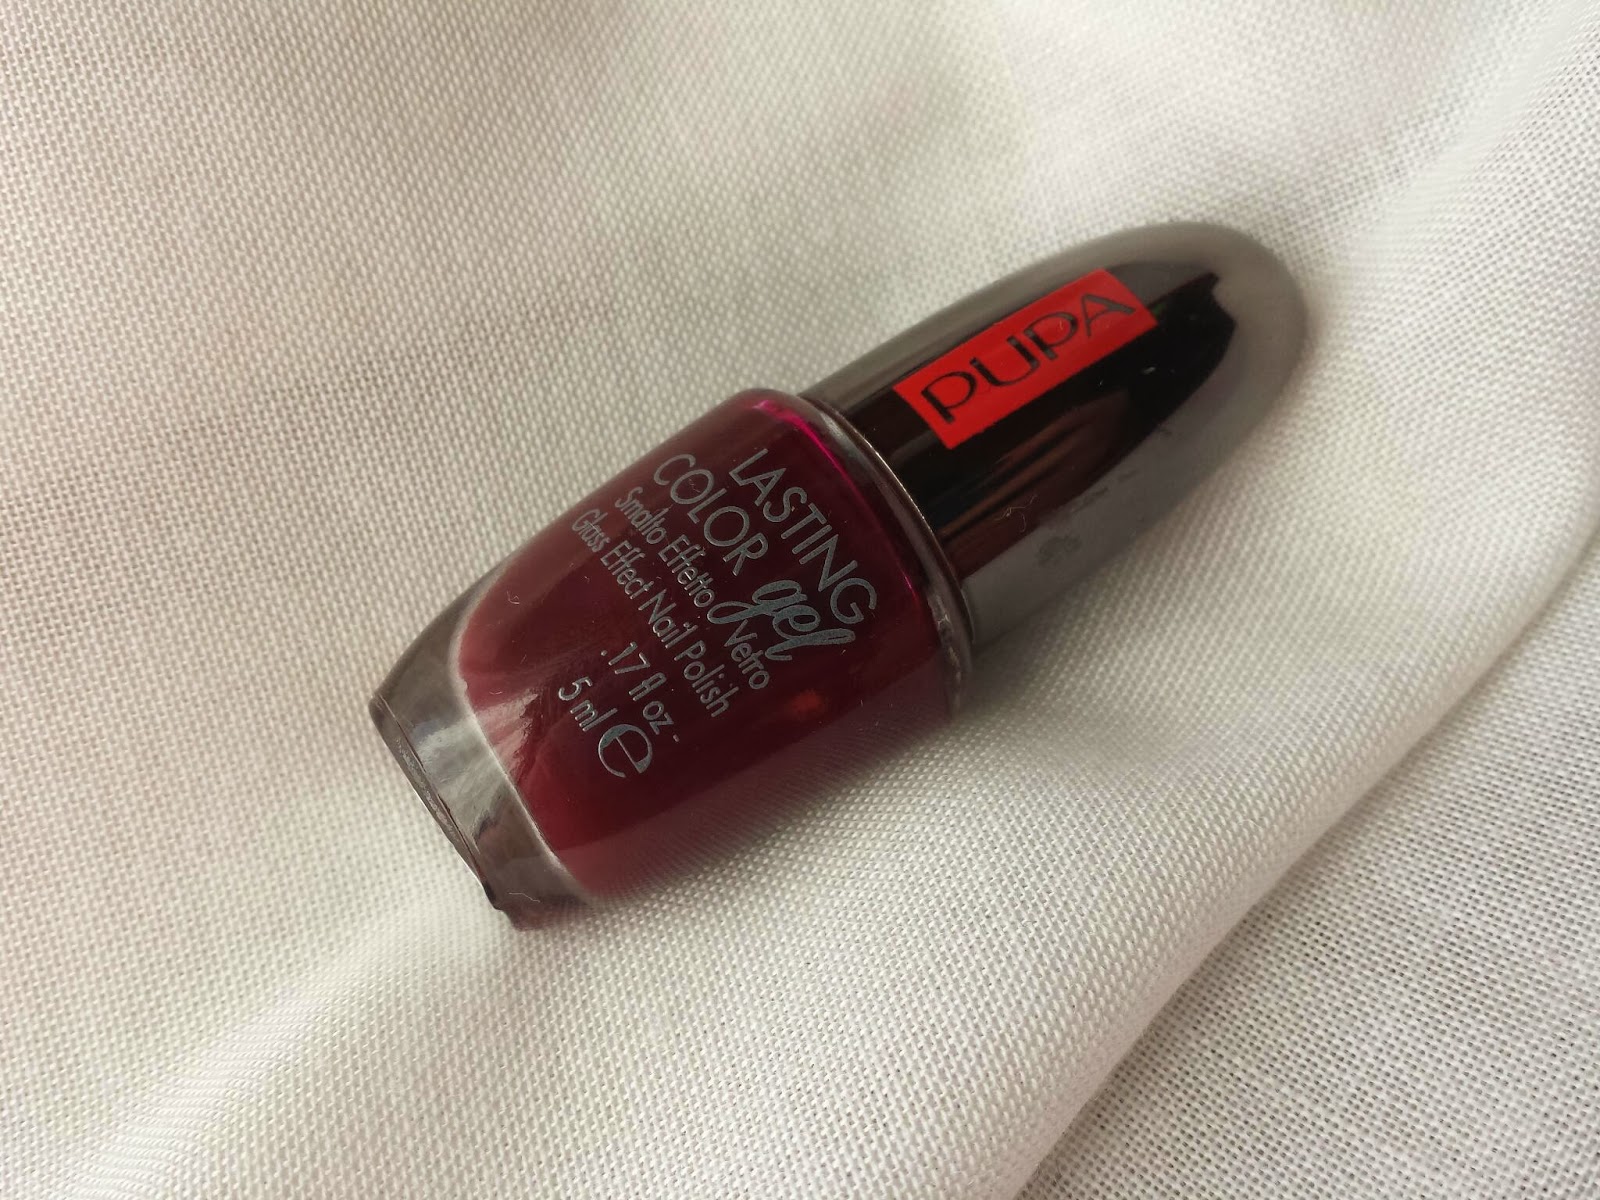 PUPA
LASTING
COLOR gel
Smalto Effetto Vetro
Glass Effect Nail Polish
.17 fl oz -
5 ml e